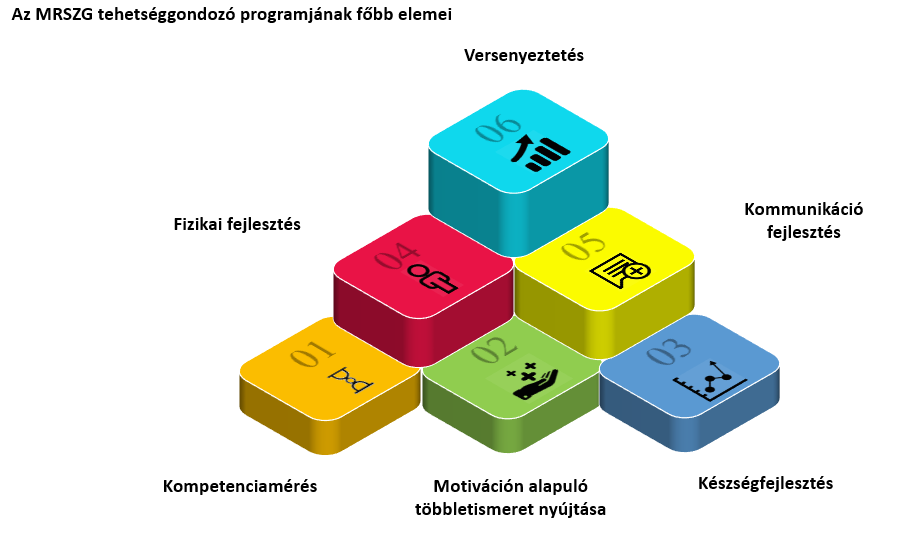 Az MRSZG tehetséggondozó programjának főbb elemei
Versenyeztetés
06
Fizikai fejlesztés
Kommunikáció
fejlesztés
04
05
01
02
03
Kompetenciamérés
Motiváción alapuló
többletismeret nyújtása
Készségfejlesztés